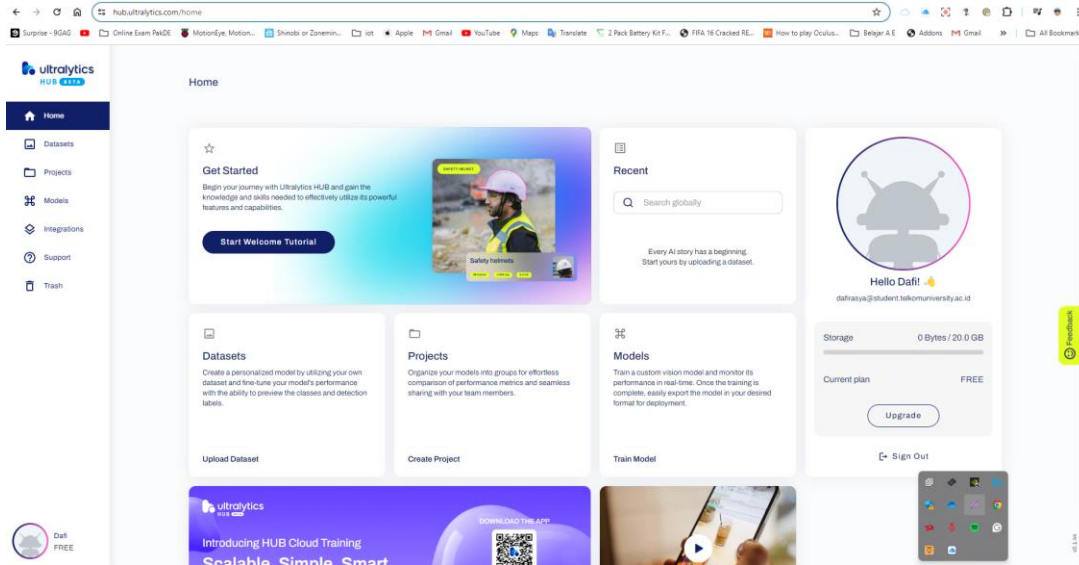 hub.ultralytics.com/home
Surprise - 9GAG
Online Exam PakDE
MotionEye, Motion...
Shinobi or Zonemin...
iot
Apple
Gmail
YouTube
Maps
Translate
2 Pack Battery Kit F...
FIFA 16 Cracked RE...
How to play Oculus...
Belajar A E
Addons
Gmail
»
All Bookmark
ultralytics
HUB BETA
Home
Datasets
Projects
Models
Integrations
Support
Trash
Dafi
FREE
Home
Get Started
Begin your journey with Ultralytics HUB and gain the
knowledge and skills needed to effectively utilize its powerful
features and capabilities.
Start Welcome Tutorial
SAFETY HELMET
Safety helmets
Recent
Search globally
Every AI story has a beginning.
Start yours by uploading a dataset.
Hello Dafi!
dafirasya@student.telkomuniversity.ac.id
Storage 0 Bytes / 20.0 GB
Current plan FREE
Upgrade
Sign Out
Datasets
Create a personalized model by utilizing your own
dataset and fine-tune your model's performance
with the ability to preview the classes and detection
labels.
Upload Dataset
Projects
Organize your models into groups for effortless
comparison of performance metrics and seamless
sharing with your team members.
Create Project
Models
Train a custom vision model and monitor its
performance in real-time. Once the training is
complete, easily export the model in your desired
format for deployment.
Train Model
ultralytics
HUB
Introducing HUB Cloud Training
Scalable. Simple. Smart
DOWNLOAD THE APP
Feedback